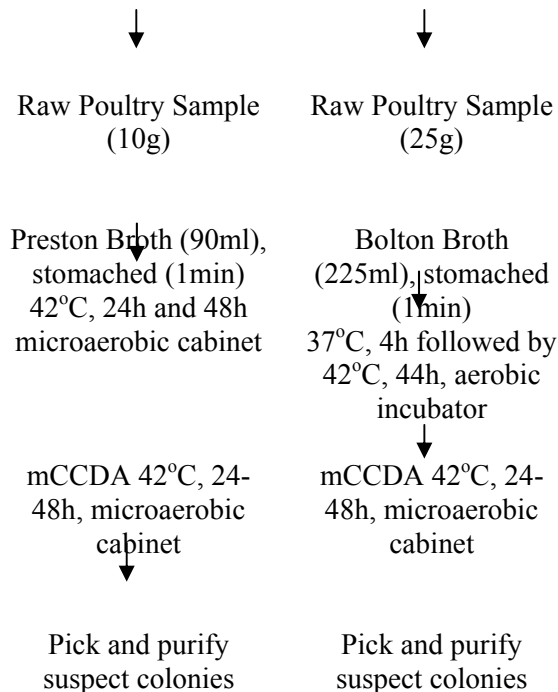 Raw Poultry Sample
(10g)
Preston Broth (90ml),
stomached (1min)
42°C, 24h and 48h
microaerobic cabinet
mCCDA 42°C, 24-
48h, microaerobic
cabinet
Pick and purify
suspect colonies
Raw Poultry Sample
(25g)
Bolton Broth
(225ml), stomached
(1min)
37°C, 4h followed by
42°C, 44h, aerobic
incubator
mCCDA 42°C, 24-
48h, microaerobic
cabinet
Pick and purify
suspect colonies